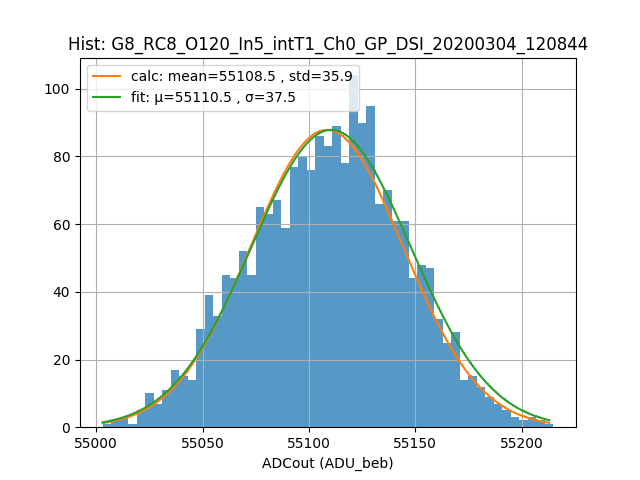 Hist: G8_RC8_O120_In5_intT1_Ch0_GP_DSI_20200304_120844
calc: mean=55108.5 , std=35.9
fit: μ=55110.5 , σ=37.5
100
80
60
40
20
0
55000 55050 55100 55150 55200
ADCout (ADU_beb)